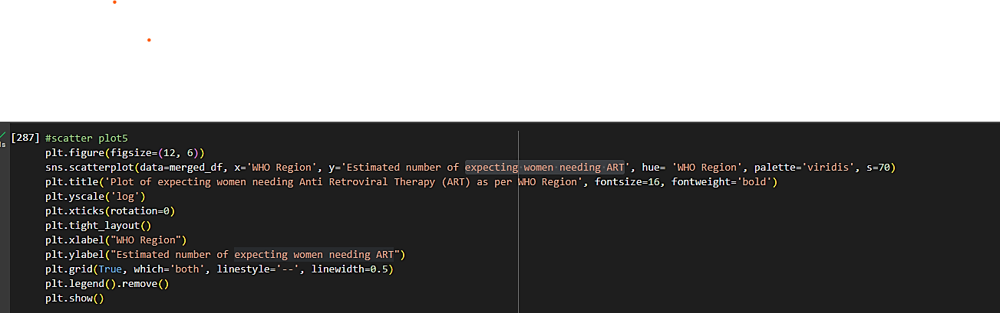 [287] #scatter plot5
plt.figure(figsize=(12, 6))
sns.scatterplot(data=merged_df, x='WHO Region', y='Estimated number of expecting women needing ART', hue= 'WHO Region', palette='viridis', s=70)
plt.title('Plot of expecting women needing Anti Retroviral Therapy (ART) as per WHO Region', fontsize=16, fontweight='bold')
plt.yscale('log')
plt.xticks(rotation=0)
plt.tight_layout()
plt.xlabel("WHO Region")
plt.ylabel("Estimated number of expecting women needing ART")
plt.grid(True, which='both', linestyle='--', linewidth=0.5)
plt.legend().remove()
plt.show()